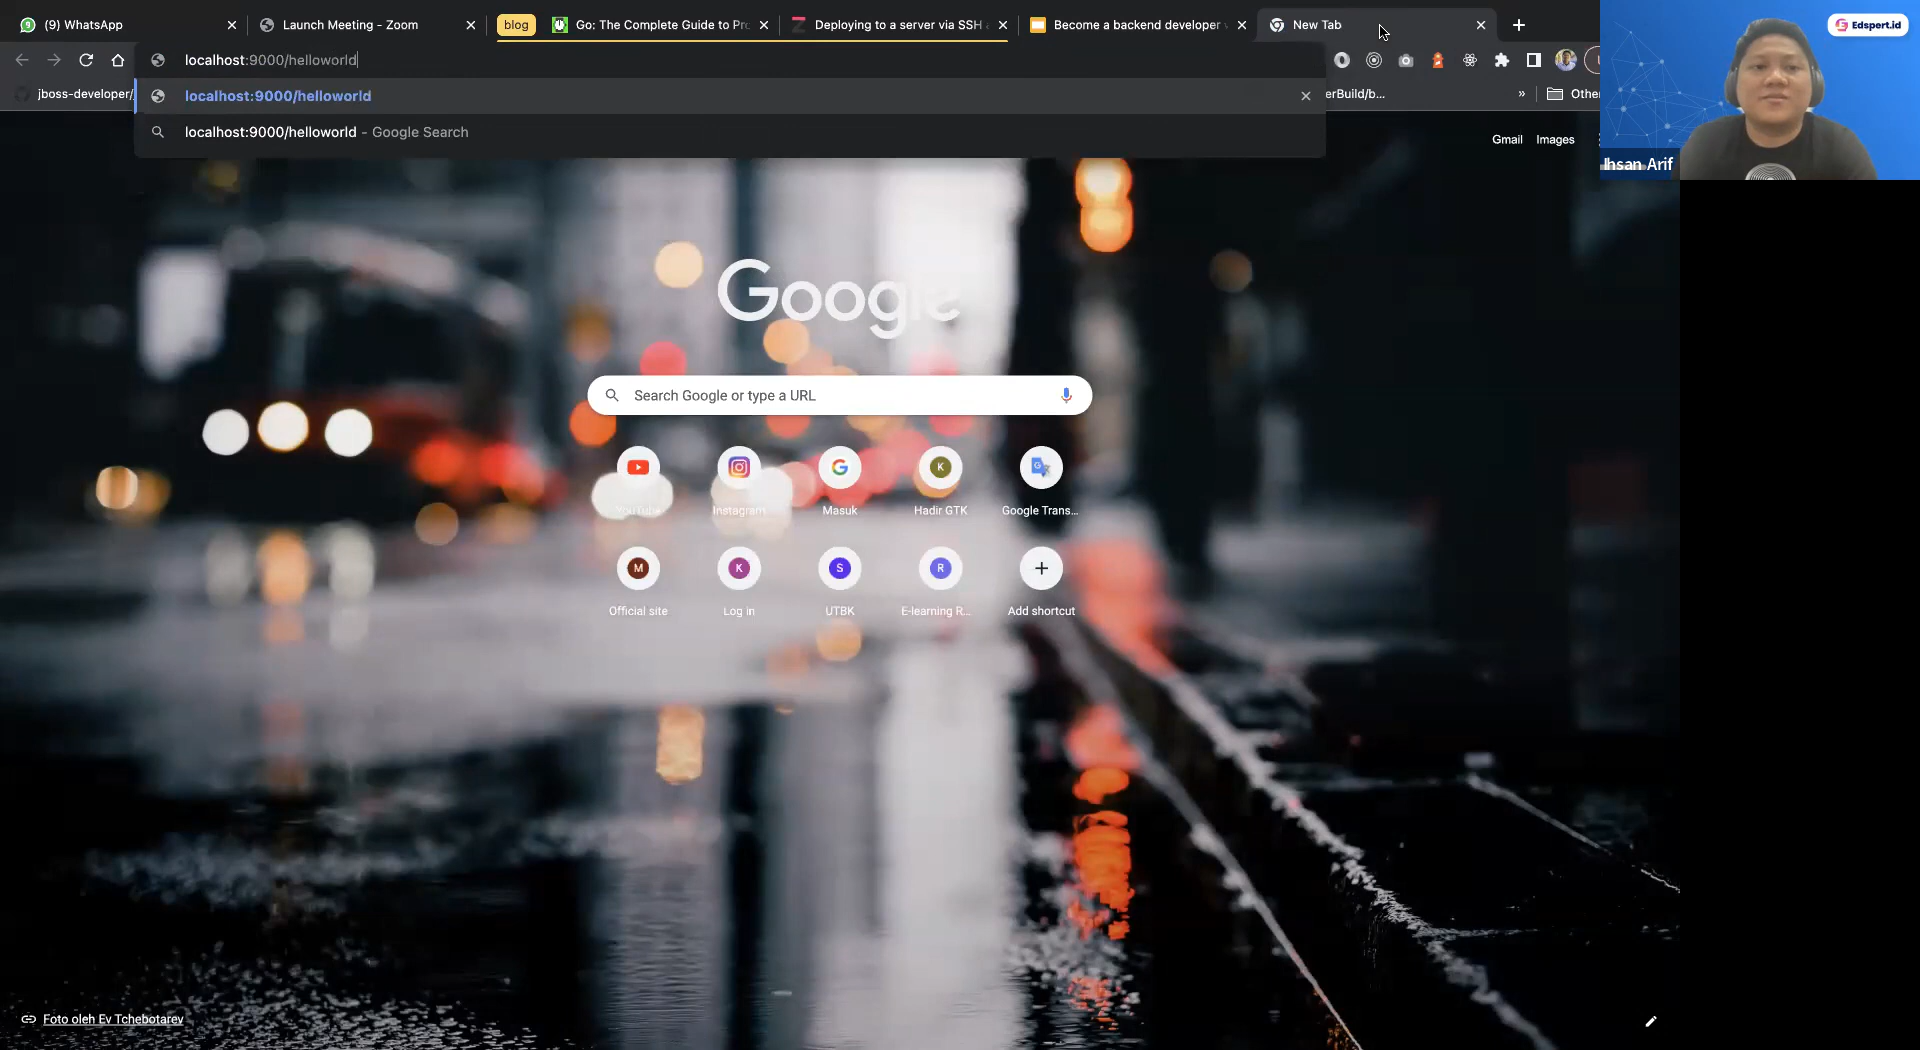 (9) WhatsApp
Launch Meeting - Zoom
blog
Go: The Complete Guide to Pr
Deploying to a server via SSH a
Become a backend developer
New Tab
Edspert.id
localhost:9000/helloworld
jboss-developer/
localhost:9000/helloworld
erBuild/b...
»
Othe
localhost:9000/helloworld - Google Search
Gmail Images
Ihsan Arif
Google
Search Google or type a URL
YouTube
Instagram
Masuk
K
Hadir GTK
Google Trans...
M
Official site
K
Log in
S
UTBK
R
E-learning R...
Add shortcut
Foto oleh Ev Tchebotarev